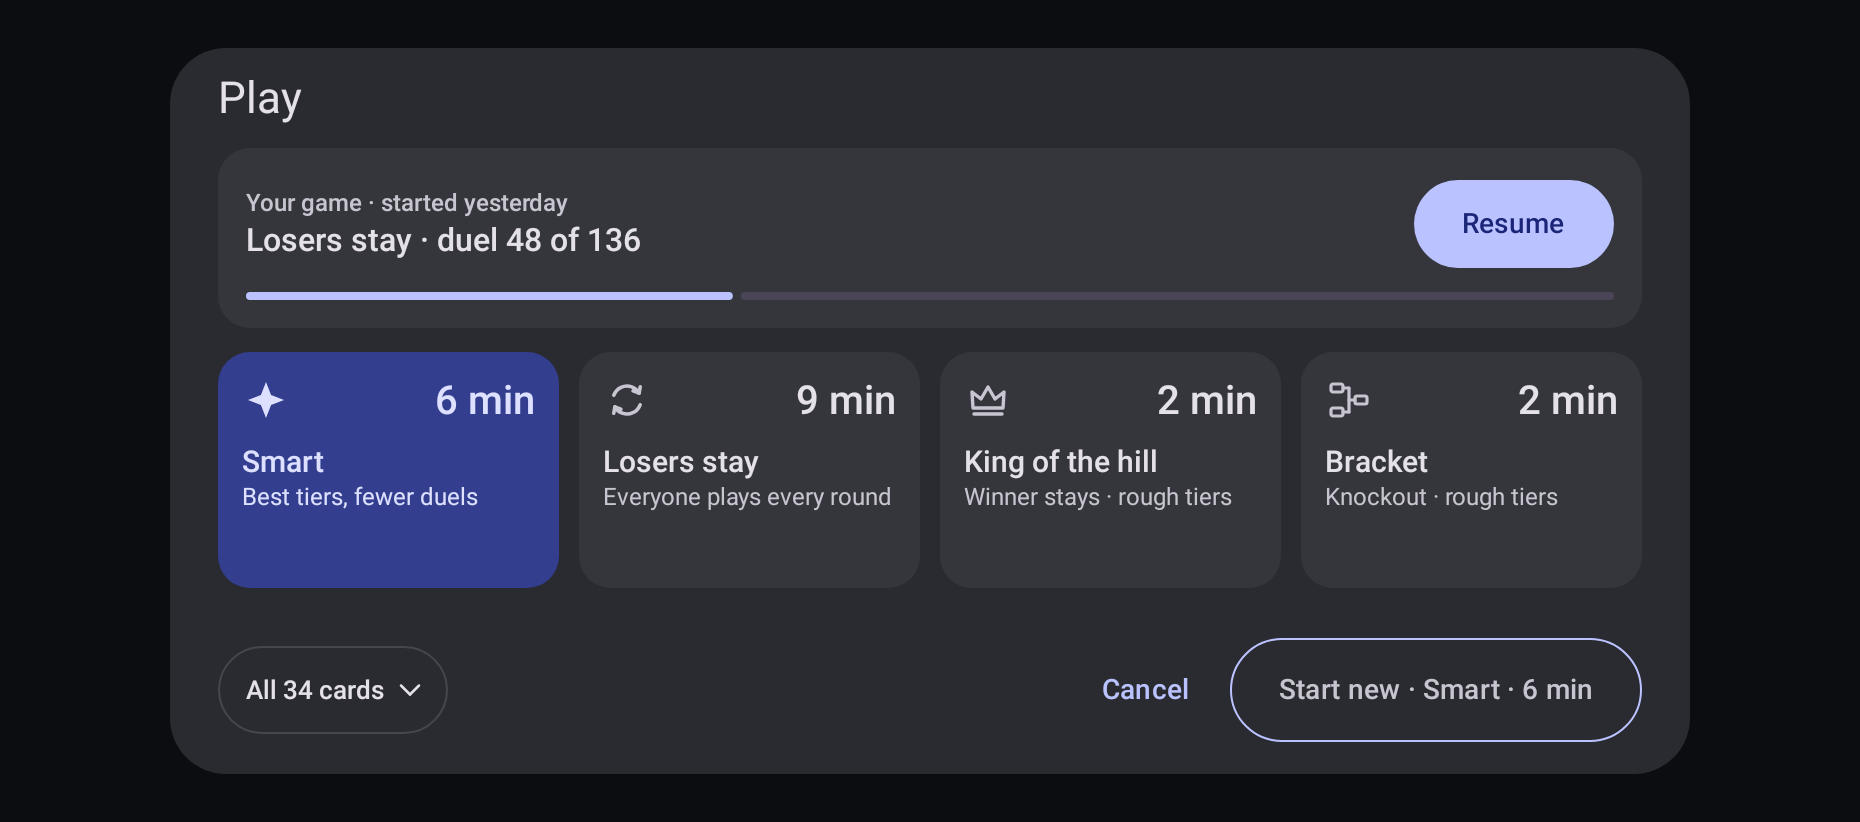 Play
Your game · started yesterday
Losers stay · duel 48 of 136
Resume
6 min
Smart
Best tiers, fewer duels
9 min
Losers stay
Everyone plays every round
2 min
King of the hill
Winner stays · rough tiers
2 min
Bracket
Knockout · rough tiers
All 34 cards
Cancel
Start new · Smart · 6 min